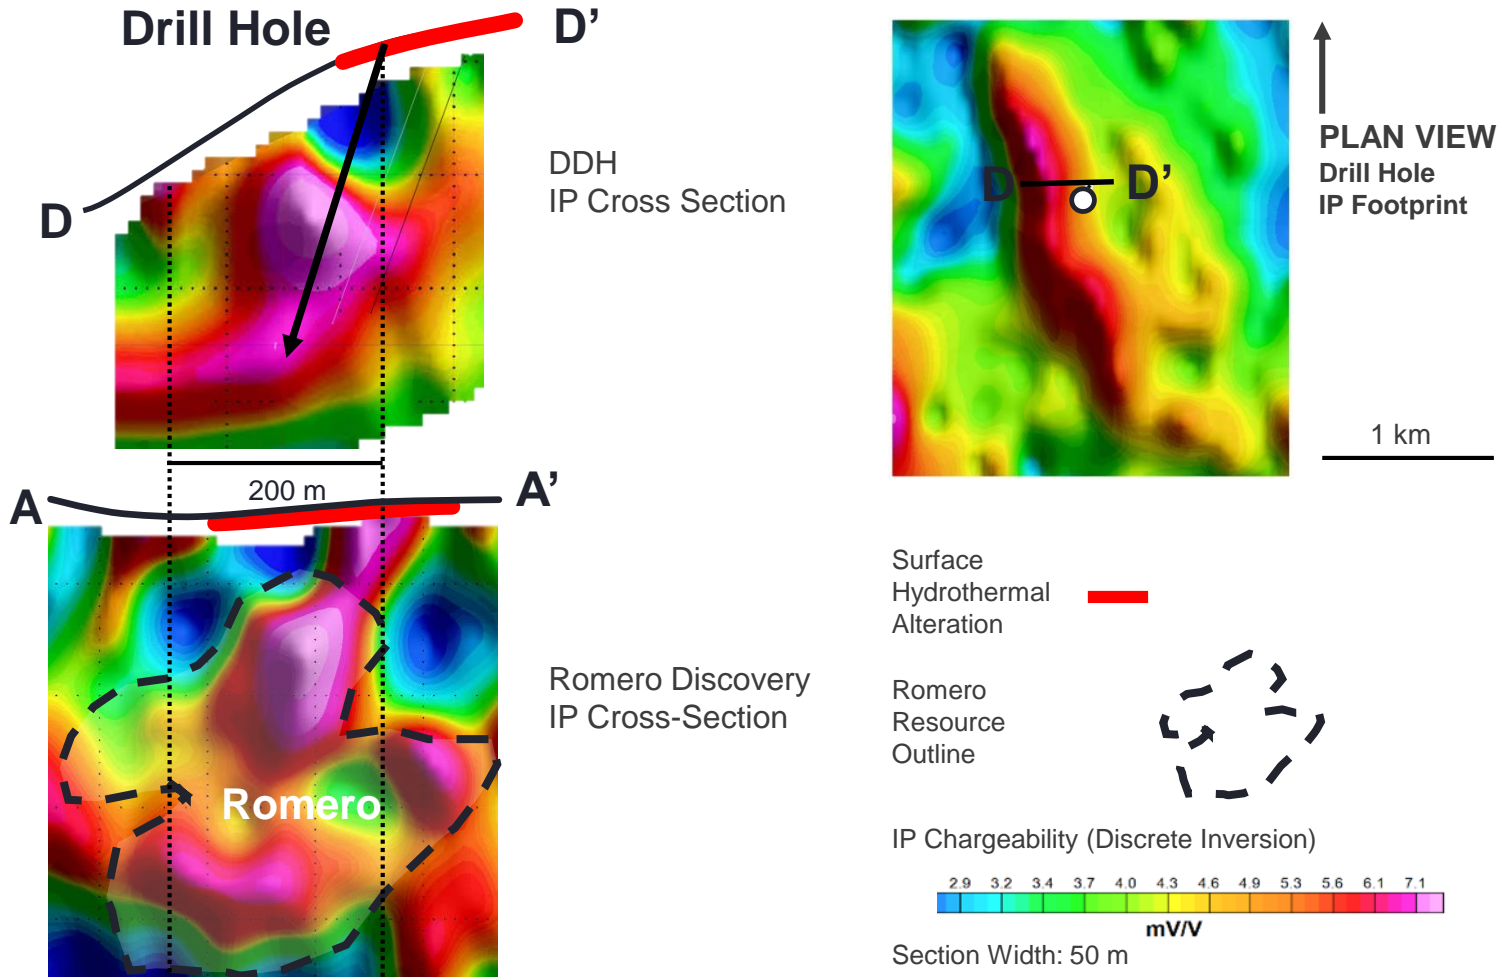 Drill Hole
D’
D
DDH
IP Cross Section
D
D’
PLAN VIEW
Drill Hole
IP Footprint
1 km
200 m
A
A’
Romero
Romero Discovery
IP Cross-Section
Surface
Hydrothermal
Alteration
Romero
Resource
Outline
IP Chargeability (Discrete Inversion)
2.9 3.2 3.4 3.7 4.0 4.3 4.6 4.9 5.3 5.6 6.1 7.1
mV/V
Section Width: 50 m